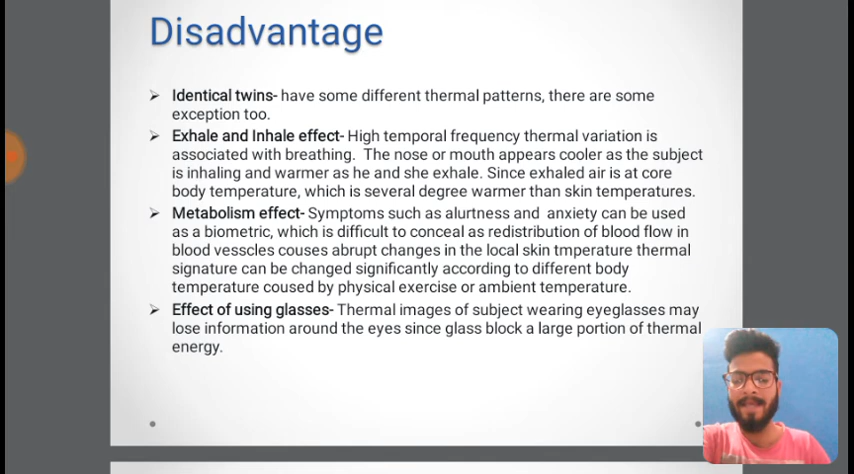 Disadvantage
➢ Identical twins- have some different thermal patterns, there are some
exception too.
➢ Exhale and Inhale effect- High temporal frequency thermal variation is
associated with breathing. The nose or mouth appears cooler as the subject
is inhaling and warmer as he and she exhale. Since exhaled air is at core
body temperature, which is several degree warmer than skin temperatures.
➢ Metabolism effect- Symptoms such as alurtness and anxiety can be used
as a biometric, which is difficult to conceal as redistribution of blood flow in
blood vesscles couses abrupt changes in the local skin tmperature thermal
signature can be changed significantly according to different body
temperature coused by physical exercise or ambient temperature.
➢ Effect of using glasses- Thermal images of subject wearing eyeglasses may
lose information around the eyes since glass block a large portion of thermal
energy.